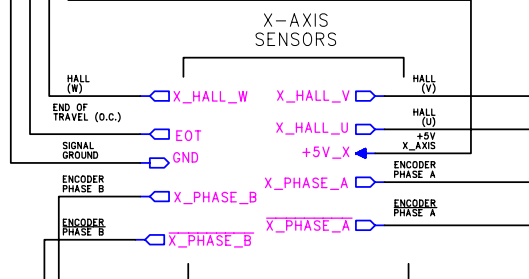 X-AXIS
SENSORS
HALL
(W)
X_HALL_W
END OF
TRAVEL (O.C.)
EOT
SIGNAL
GROUND
GND
ENCODER
PHASE B
X_PHASE_B
ENCODER
PHASE B
X_PHASE_B
HALL
(V)
X_HALL_V
HALL
(U)
X_HALL_U
+5V
X_AXIS
+5V_X
ENCODER
PHASE A
X_PHASE_A
ENCODER
PHASE A
X_PHASE_A